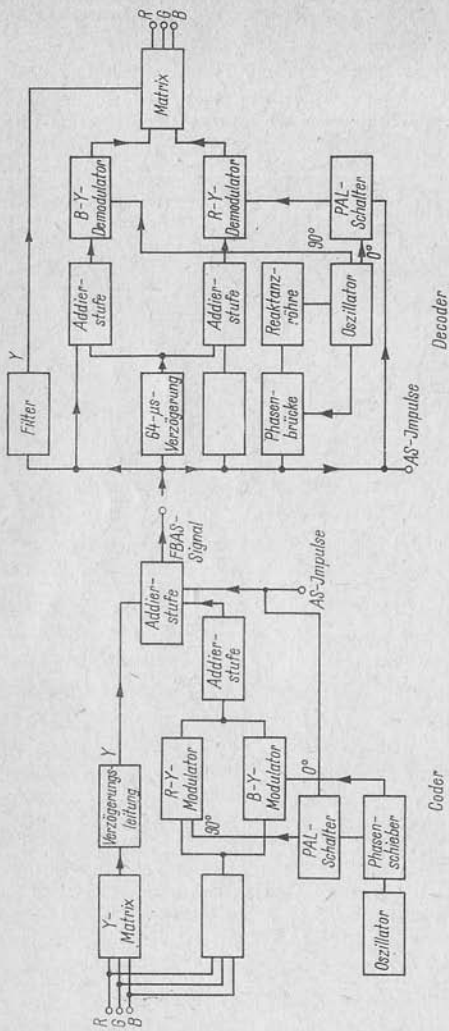 R
G
B
Y-
Matrix
Verzögerungs-
leitung
Y
Addier-
stufe
FBAS-
Signal
R-Y-
Modulator
B-Y-
Modulator
Addier-
stufe
90°
0°
PAL-
Schalter
Phasen-
schieber
Oszillator
AS-Jmpulse
Coder
Filter
Y
Addier-
stufe
B-Y-
Demodulator
Matrix
R
G
B
64-µs-
Verzögerung
Addier-
stufe
R-Y-
Demodulator
Phasen-
brücke
Reaktanz-
röhre
Oszillator
90°
0°
PAL-
Schalter
AS-Jmpulse
Decoder